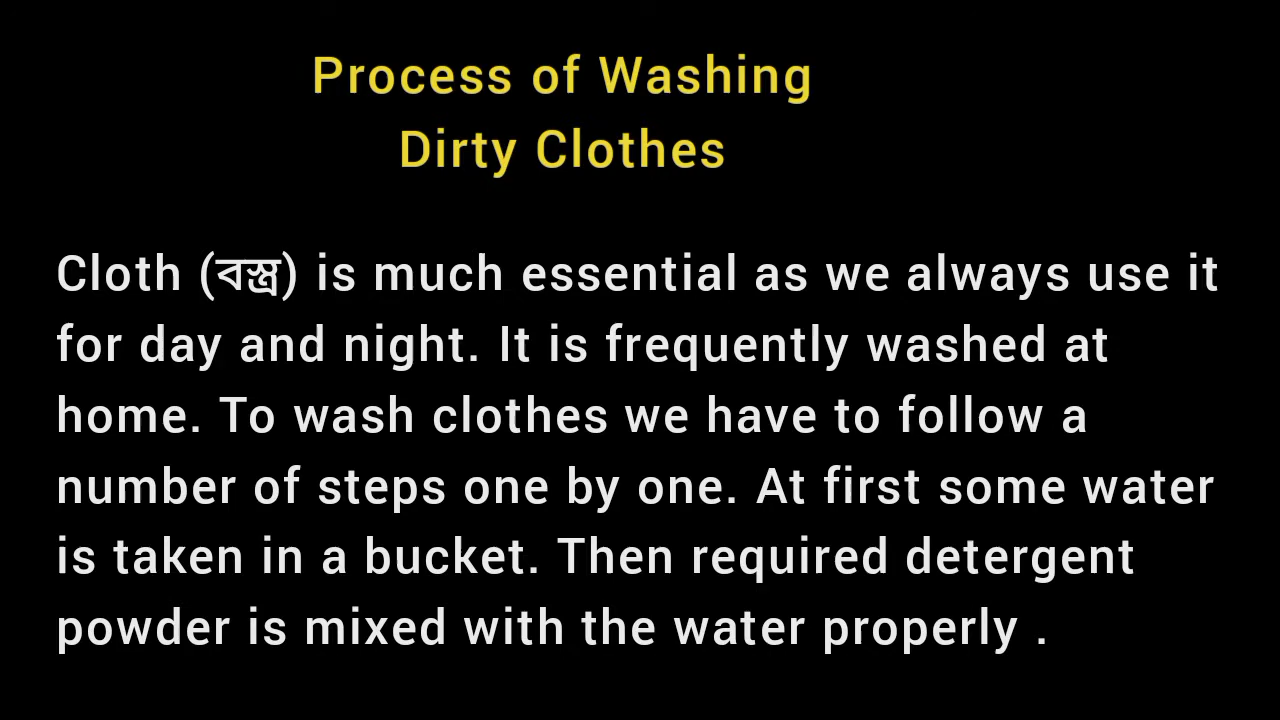 Process of Washing
Dirty Clothes
Cloth (বস্ত্র) is much essential as we always use it
for day and night. It is frequently washed at
home. To wash clothes we have to follow a
number of steps one by one. At first some water
is taken in a bucket. Then required detergent
powder is mixed with the water properly .